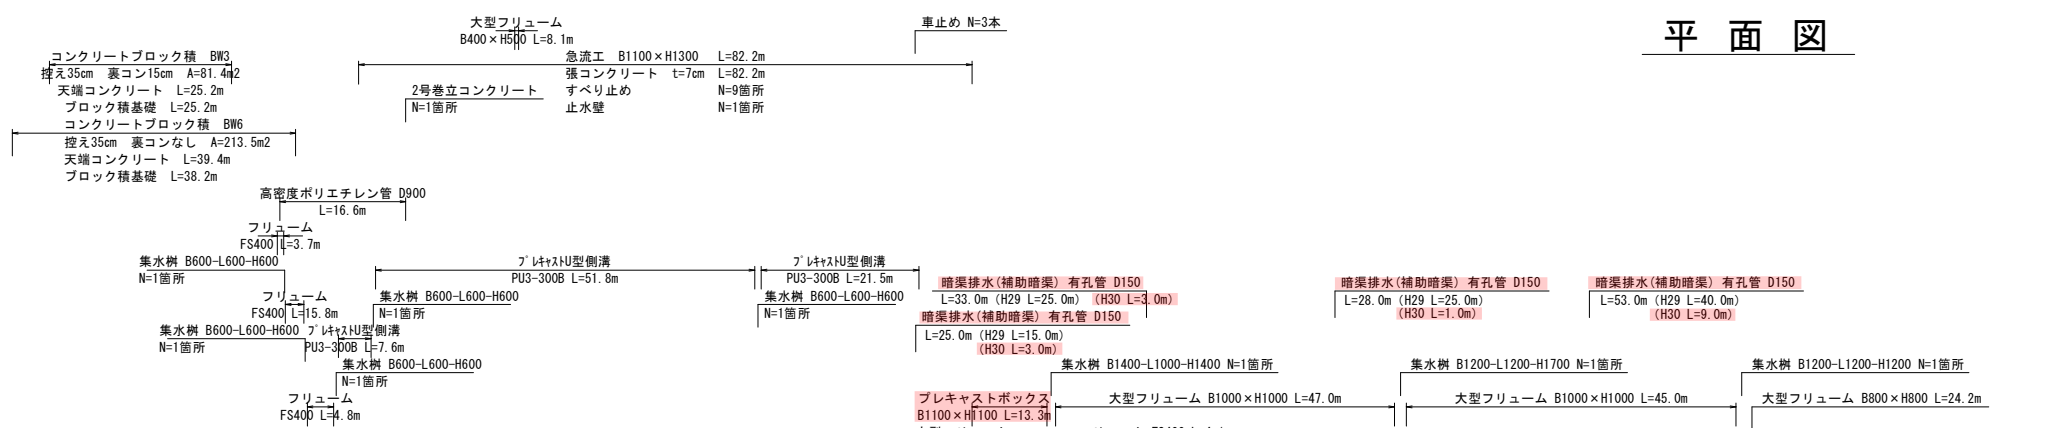 平面図
大型フリューム
B400×H500 L=8.1m
車止め N=3本
コンクリートブロック積 BW3
控え35cm 裏コン15cm A=81.4m2
天端コンクリート L=25.2m
ブロック積基礎 L=25.2m
急流工 B1100×H1300 L=82.2m
張コンクリート t=7cm L=82.2m
すべり止め N=9箇所
止水壁 N=1箇所
2号巻立コンクリート
N=1箇所
コンクリートブロック積 BW6
控え35cm 裏コンなし A=213.5m2
天端コンクリート L=39.4m
ブロック積基礎 L=38.2m
高密度ポリエチレン管 D900
L=16.6m
フリューム
FS400 L=3.7m
集水桝 B600-L600-H600
N=1箇所
プレキャストU型側溝
PU3-300B L=51.8m
プレキャストU型側溝
PU3-300B L=21.5m
フリューム
FS400 L=15.8m
集水桝 B600-L600-H600
N=1箇所
集水桝 B600-L600-H600
N=1箇所
暗渠排水(補助暗渠) 有孔管 D150
L=33.0m (H29 L=25.0m) (H30 L=3.0m)
暗渠排水(補助暗渠) 有孔管 D150
L=25.0m (H29 L=15.0m)
(H30 L=3.0m)
暗渠排水(補助暗渠) 有孔管 D150
L=28.0m (H29 L=25.0m)
(H30 L=1.0m)
暗渠排水(補助暗渠) 有孔管 D150
L=53.0m (H29 L=40.0m)
(H30 L=9.0m)
集水桝 B600-L600-H600
N=1箇所
プレキャストU型側溝
PU3-300B L=7.6m
集水桝 B600-L600-H600
N=1箇所
フリューム
FS400 L=4.8m
集水桝 B1400-L1000-H1400 N=1箇所
集水桝 B1200-L1200-H1700 N=1箇所
集水桝 B1200-L1200-H1200 N=1箇所
プレキャストボックス
B1100×H1100 L=13.3m
大型フリューム B1000×H1000 L=47.0m
大型フリューム B1000×H1000 L=45.0m
大型フリューム B800×H800 L=24.2m